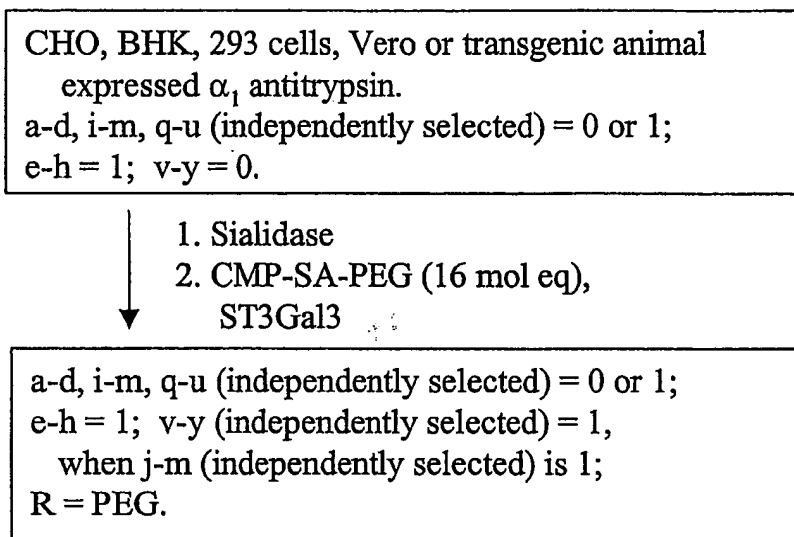 CHO, BHK, 293 cells, Vero or transgenic animal
expressed α₁ antitrypsin.
a-d, i-m, q-u (independently selected) = 0 or 1;
e-h = 1; v-y = 0.
1. Sialidase
2. CMP-SA-PEG (16 mol eq),
ST3Gal3
a-d, i-m, q-u (independently selected) = 0 or 1;
e-h = 1; v-y (independently selected) = 1,
when j-m (independently selected) is 1;
R = PEG.